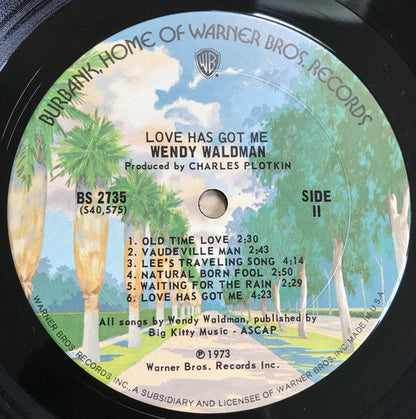 BURBANK, HOME OF WARNER BROS. RECORDS
WB
LOVE HAS GOT ME
WENDY WALDMAN
Produced by CHARLES PLOTKIN
BS 2735
(S40,575)
SIDE
II
1. OLD TIME LOVE 2:30
2. VAUDEVILLE MAN 2:43
3. LEE'S TRAVELING SONG 4:14
4. NATURAL BORN FOOL 2:50
5. WAITING FOR THE RAIN 2:29
6. LOVE HAS GOT ME 4:23
All songs by Wendy Waldman, published by
Big Kitty Music - ASCAP
℗ 1973
Warner Bros. Records Inc.
WARNER BROS. RECORDS INC., A SUBSIDIARY AND LICENSEE OF WARNER BROS. INC. MADE IN U.S.A.